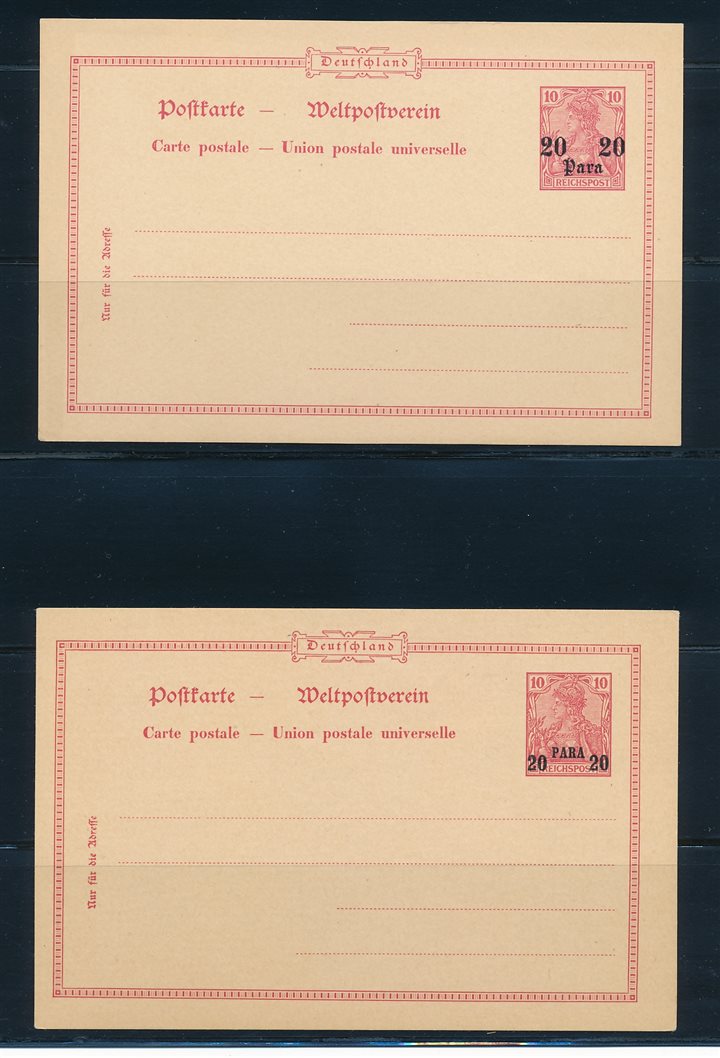 Deutschland
Postkarte — Weltpostverein
Carte postale — Union postale universelle
10 10
20 20
Para
REICHSPOST
Nur für die Adresse
Deutschland
Postkarte — Weltpostverein
Carte postale — Union postale universelle
10 10
PARA
20 20
REICHSPOST
Nur für die Adresse